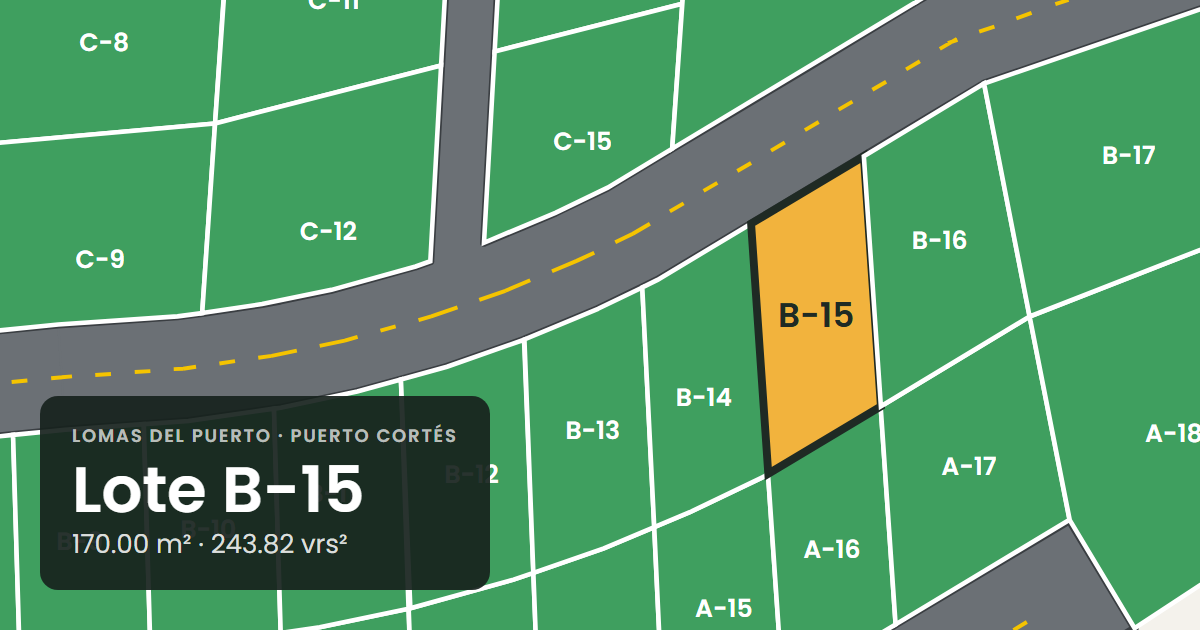 C-11
C-8
C-15
B-17
C-12
B-16
C-9
B-15
B-14
B-13
A-18
LOMAS DEL PUERTO · PUERTO CORTÉS
A-17
B-12
Lote B-15
B-10
170.00 m² · 243.82 vrs²
A-16
A-15